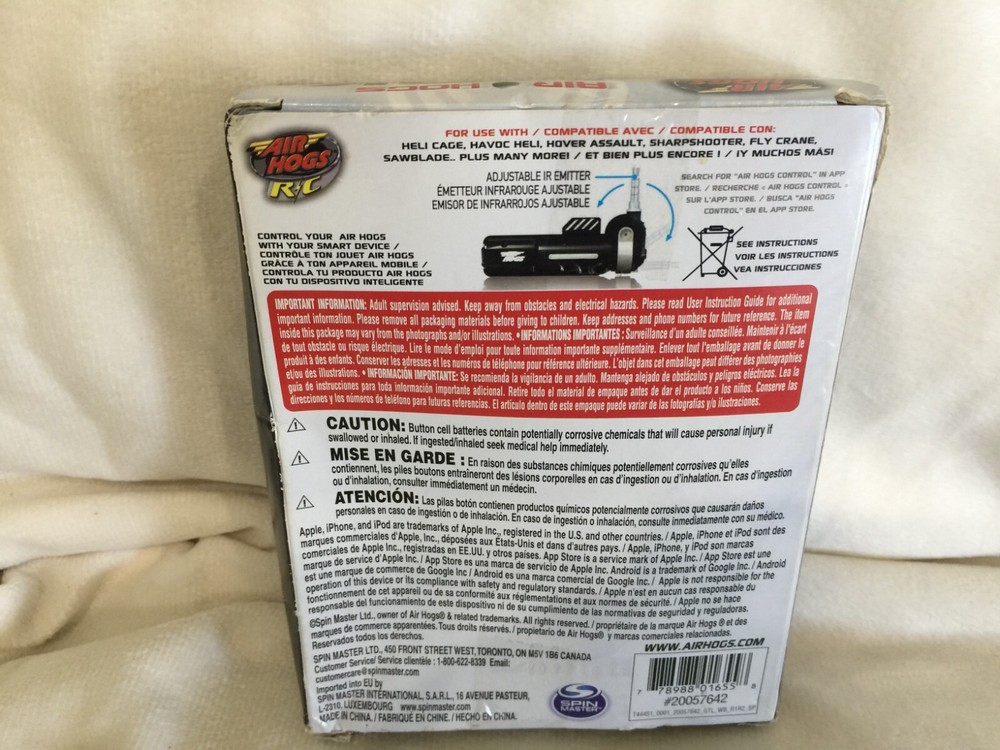 AIR HOGS
AIR
HOGS
R·C
FOR USE WITH / COMPATIBLE AVEC / COMPATIBLE CON:
HELI CAGE, HAVOC HELI, HOVER ASSAULT, SHARPSHOOTER, FLY CRANE,
SAWBLADE.. PLUS MANY MORE! / ET BIEN PLUS ENCORE ! / ¡Y MUCHOS MÁS!
ADJUSTABLE IR EMITTER
ÉMETTEUR INFRAROUGE AJUSTABLE
EMISOR DE INFRARROJOS AJUSTABLE
SEARCH FOR "AIR HOGS CONTROL" IN APP
STORE. / RECHERCHE « AIR HOGS CONTROL »
SUR L'APP STORE. / BUSCA "AIR HOGS
CONTROL" EN EL APP STORE.
CONTROL YOUR AIR HOGS
WITH YOUR SMART DEVICE /
CONTRÔLE TON JOUET AIR HOGS
GRÂCE À TON APPAREIL MOBILE /
CONTROLA TU PRODUCTO AIR HOGS
CON TU DISPOSITIVO INTELIGENTE
SEE INSTRUCTIONS
VOIR LES INSTRUCTIONS
VEA INSTRUCCIONES
IMPORTANT INFORMATION: Adult supervision advised. Keep away from obstacles and electrical hazards. Please read User Instruction Guide for additional
important information. Please remove all packaging materials before giving to children. Keep addresses and phone numbers for future reference. The item
inside this package may vary from the photographs and/or illustrations. • INFORMATIONS IMPORTANTES : Surveillance d'un adulte conseillée. Maintenir à l'écart
de tout obstacle ou risque électrique. Lire le mode d'emploi pour toute information importante supplémentaire. Enlever tout l'emballage avant de donner le
produit à des enfants. Conserver les adresses et les numéros de téléphone pour référence ultérieure. L'objet dans cet emballage peut différer des photographies
et/ou des illustrations. • INFORMACIÓN IMPORTANTE: Se recomienda la vigilancia de un adulto. Mantenga alejado de obstáculos y peligros eléctricos. Lea la
guía de instrucciones para toda información importante adicional. Retire todo el material de empaque antes de dar el producto a los niños. Conserve las
direcciones y los números de teléfono para futuras referencias. El artículo dentro de este empaque puede variar de las fotografías y/o ilustraciones.
CAUTION: Button cell batteries contain potentially corrosive chemicals that will cause personal injury if
swallowed or inhaled. If ingested/inhaled seek medical help immediately.
MISE EN GARDE : En raison des substances chimiques potentiellement corrosives qu'elles
contiennent, les piles boutons entraîneront des lésions corporelles en cas d'ingestion ou d'inhalation. En cas d'ingestion
ou d'inhalation, consulter immédiatement un médecin.
ATENCIÓN: Las pilas botón contienen productos químicos potencialmente corrosivos que causarán daños
personales en caso de ingestión o de inhalación. En caso de ingestión o inhalación, consulte inmediatamente con su médico.
Apple, iPhone, and iPod are trademarks of Apple Inc., registered in the U.S. and other countries. / Apple, iPhone et iPod sont des
marques commerciales d'Apple, Inc., déposées aux États-Unis et dans d'autres pays. / Apple, iPhone, y iPod son marcas
comerciales de Apple Inc., registradas en EE.UU. y otros países. App Store is a service mark of Apple Inc. / App Store est une
marque de service d'Apple Inc. / App Store es una marca de servicio de Apple Inc. Android is a trademark of Google Inc. / Android
est une marque de commerce de Google Inc. / Android es una marca comercial de Google Inc. / Apple is not responsible for the
operation of this device or its compliance with safety and regulatory standards. / Apple n'est en aucun cas responsable du
fonctionnement de cet appareil ou de sa conformité aux réglementations et aux normes de sécurité. / Apple no se hace
responsable del funcionamiento de este dispositivo ni de su cumplimiento de las normativas de seguridad y reguladoras.
©Spin Master Ltd., owner of Air Hogs® & related trademarks. All rights reserved. / propriétaire de la marque Air Hogs ® et des
marques de commerce apparentées. Tous droits réservés. / propietario de Air Hogs® y marcas comerciales relacionadas.
Reservados todos los derechos.
SPIN MASTER LTD., 450 FRONT STREET WEST, TORONTO, ON M5V 1B6 CANADA
Customer Service/ Service clientèle : 1-800-622-8339 Email:
customercare@spinmaster.com
Imported into EU by
SPIN MASTER INTERNATIONAL, S.A.R.L., 16 AVENUE PASTEUR,
L-2310, LUXEMBOURG www.spinmaster.com
MADE IN CHINA. / FABRIQUÉ EN CHINE. / HECHO EN CHINA.
SPIN
MASTER
WWW.AIRHOGS.COM
7 78988 01655 8
#20057642